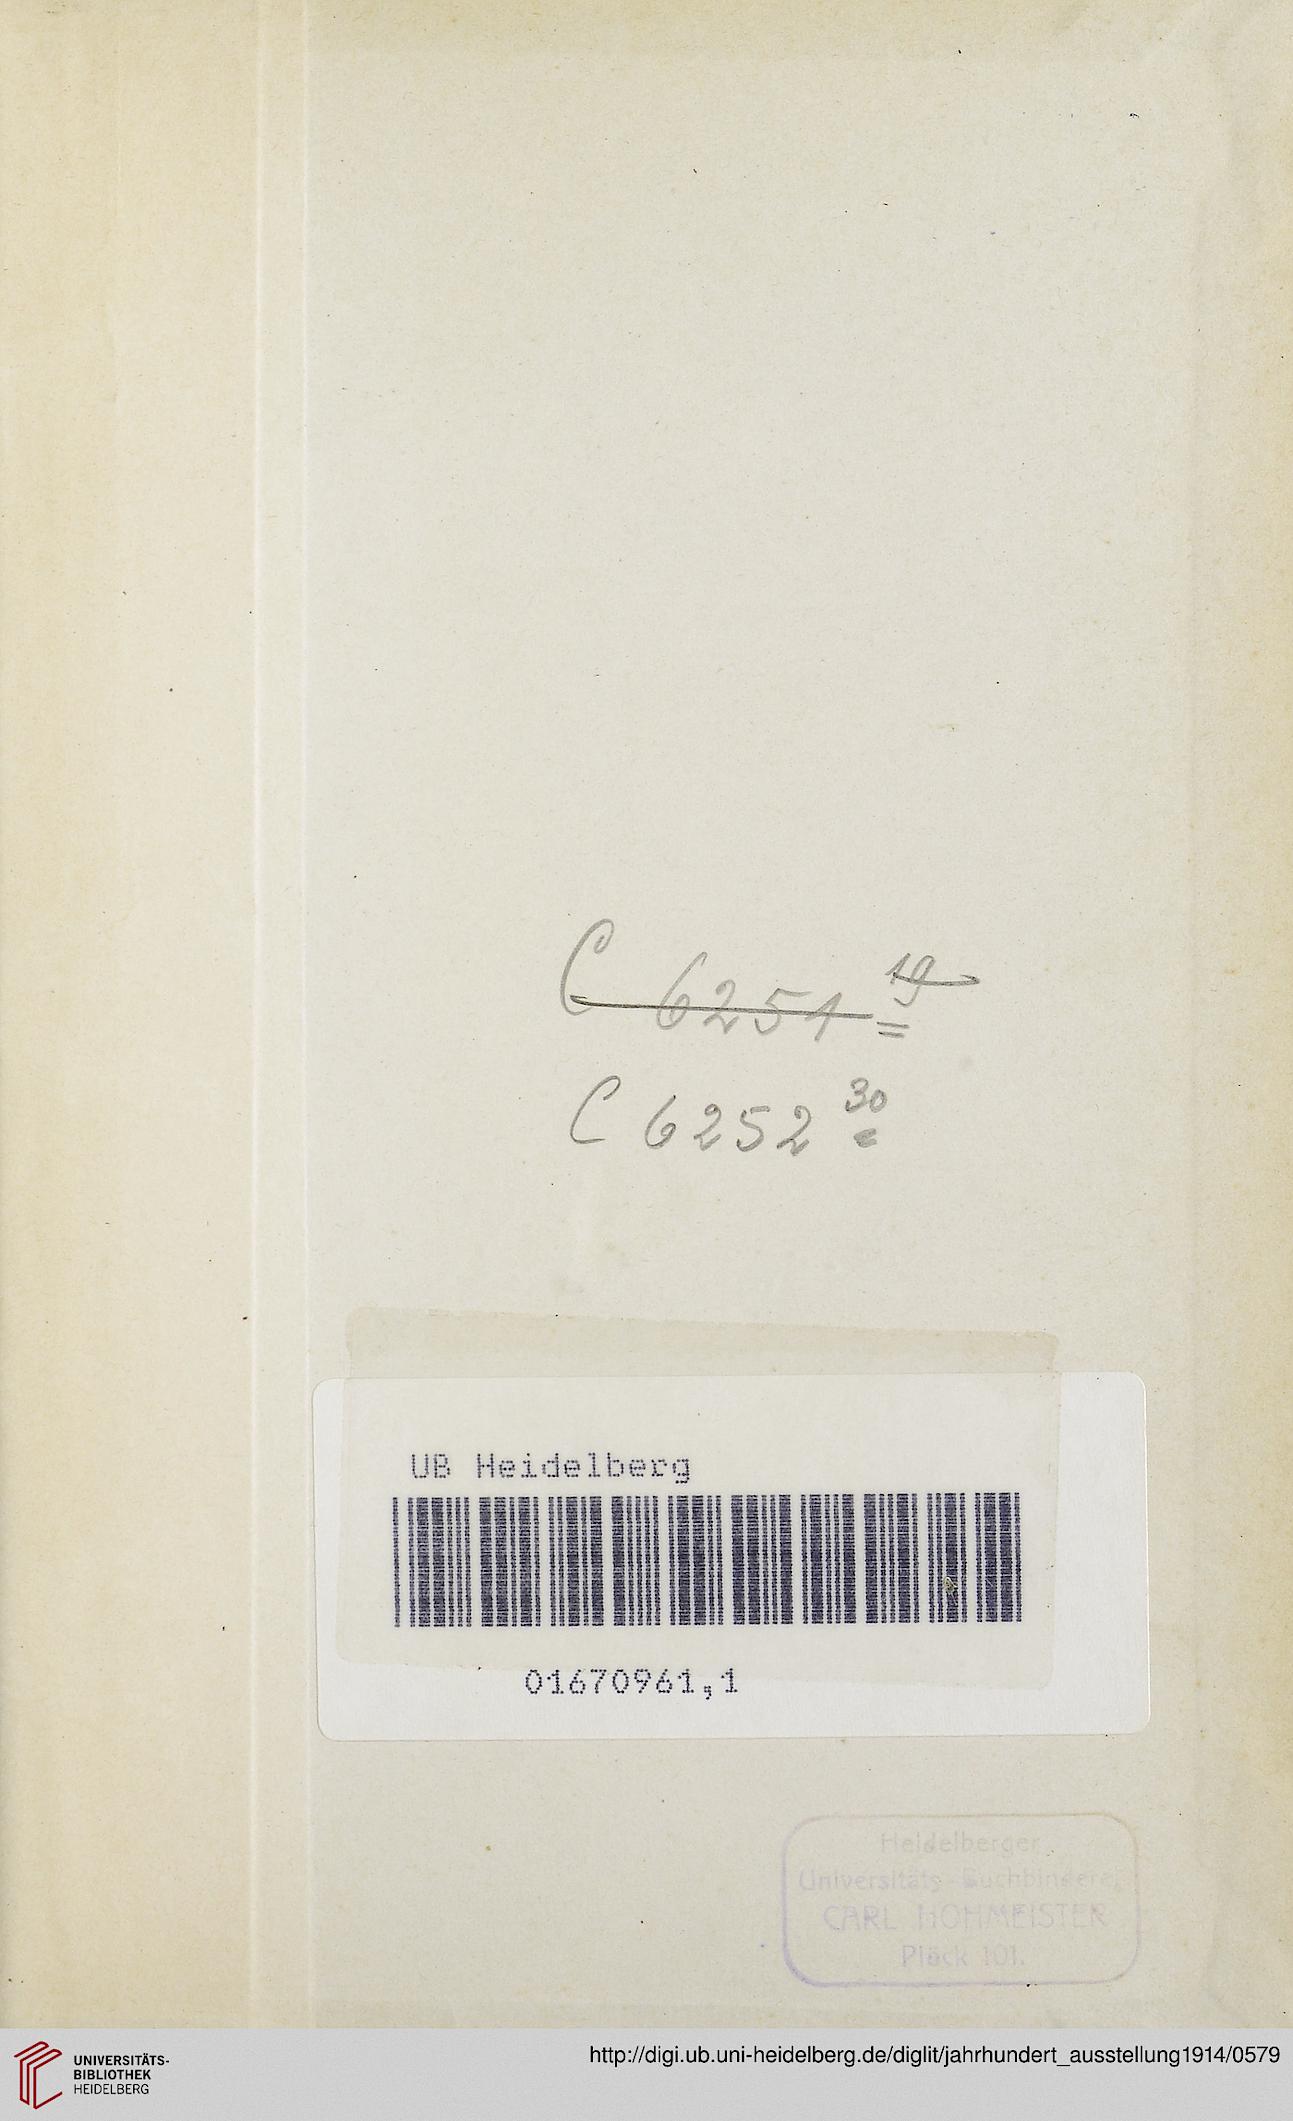 C 6251 19
=
C 6252 30
=
UB Heidelberg
01670961,1
Heidelberger
Universitäts-Buchbinderei
CARL HOHMEISTER
Plöck 101.
UNIVERSITÄTS-
BIBLIOTHEK
HEIDELBERG
http://digi.ub.uni-heidelberg.de/diglit/jahrhundert_ausstellung1914/0579